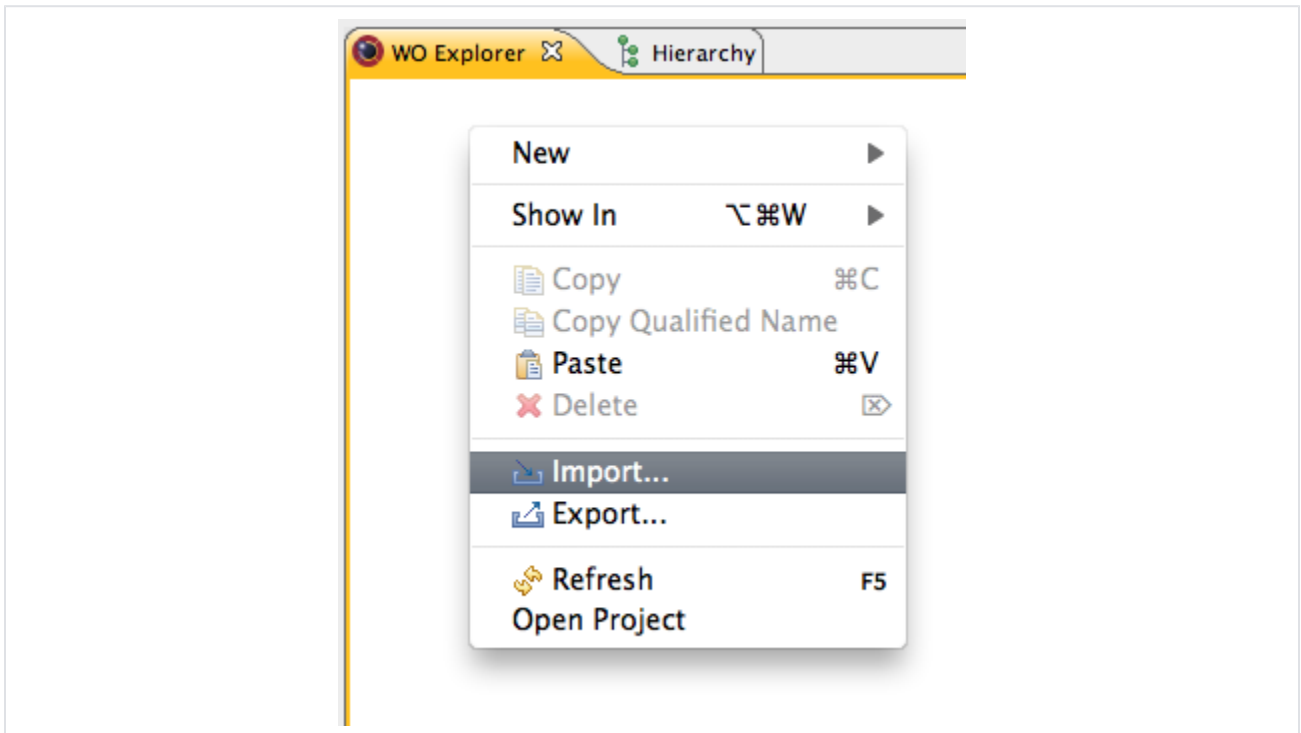 WO Explorer Hierarchy
New
Show In ⌥⌘W
Copy ⌘C
Copy Qualified Name
Paste ⌘V
Delete ⌦
Import...
Export...
Refresh F5
Open Project